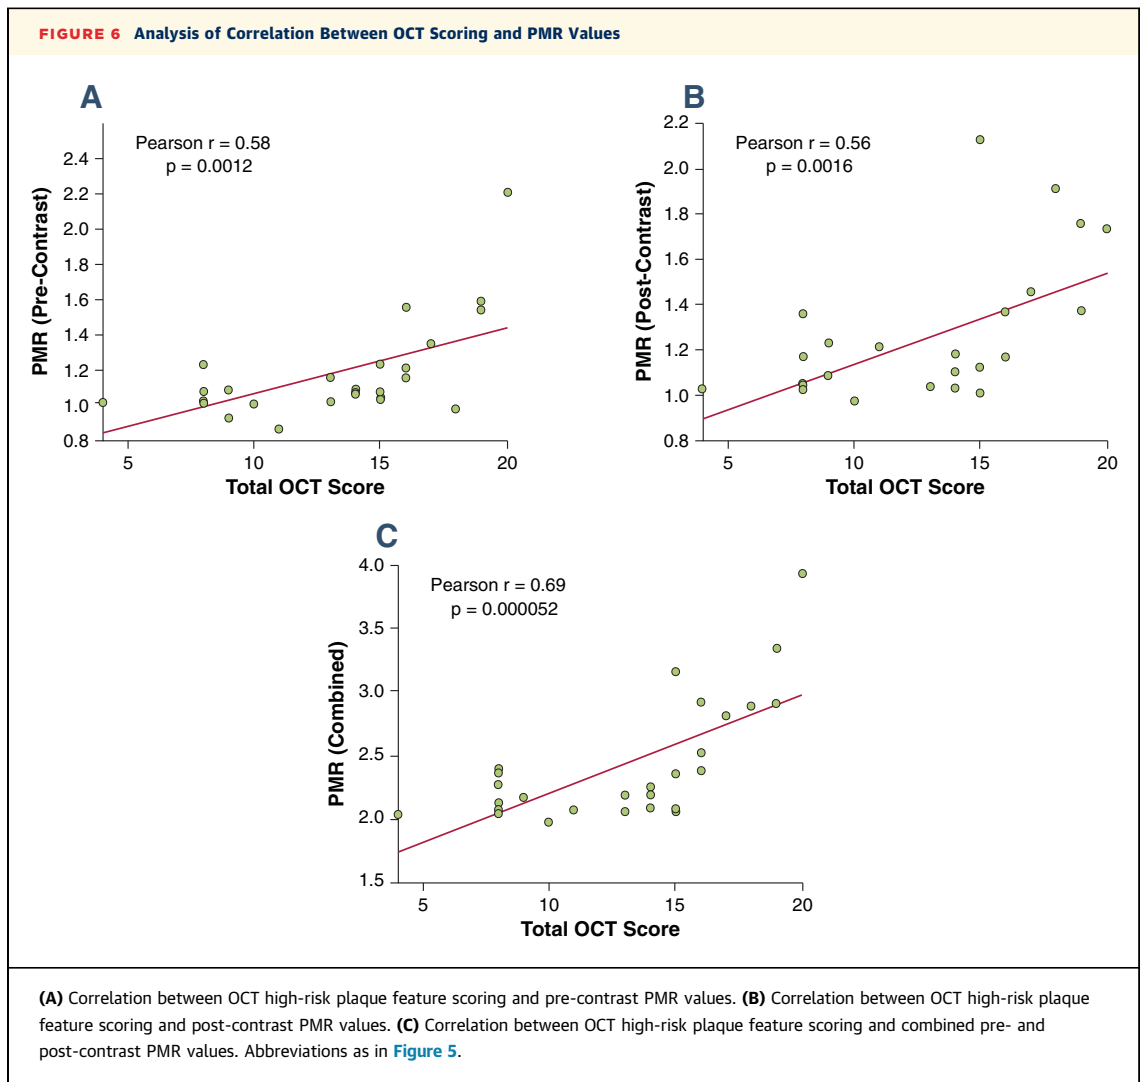 FIGURE 6 Analysis of Correlation Between OCT Scoring and PMR Values
A
Pearson r = 0.58
p = 0.0012
PMR (Pre-Contrast)
2.4
2.2
2.0
1.8
1.6
1.4
1.2
1.0
0.8
5 10 15 20
Total OCT Score
B
Pearson r = 0.56
p = 0.0016
PMR (Post-Contrast)
2.2
2.0
1.8
1.6
1.4
1.2
1.0
0.8
5 10 15 20
Total OCT Score
C
Pearson r = 0.69
p = 0.000052
PMR (Combined)
4.0
3.5
3.0
2.5
2.0
1.5
5 10 15 20
Total OCT Score
(A) Correlation between OCT high-risk plaque feature scoring and pre-contrast PMR values. (B) Correlation between OCT high-risk plaque
feature scoring and post-contrast PMR values. (C) Correlation between OCT high-risk plaque feature scoring and combined pre- and
post-contrast PMR values. Abbreviations as in Figure 5.